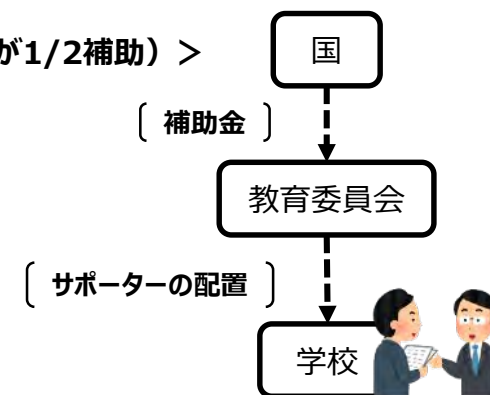 が1/2補助）＞
国
〔 補助金 〕
教育委員会
〔 サポーターの配置 〕
学校